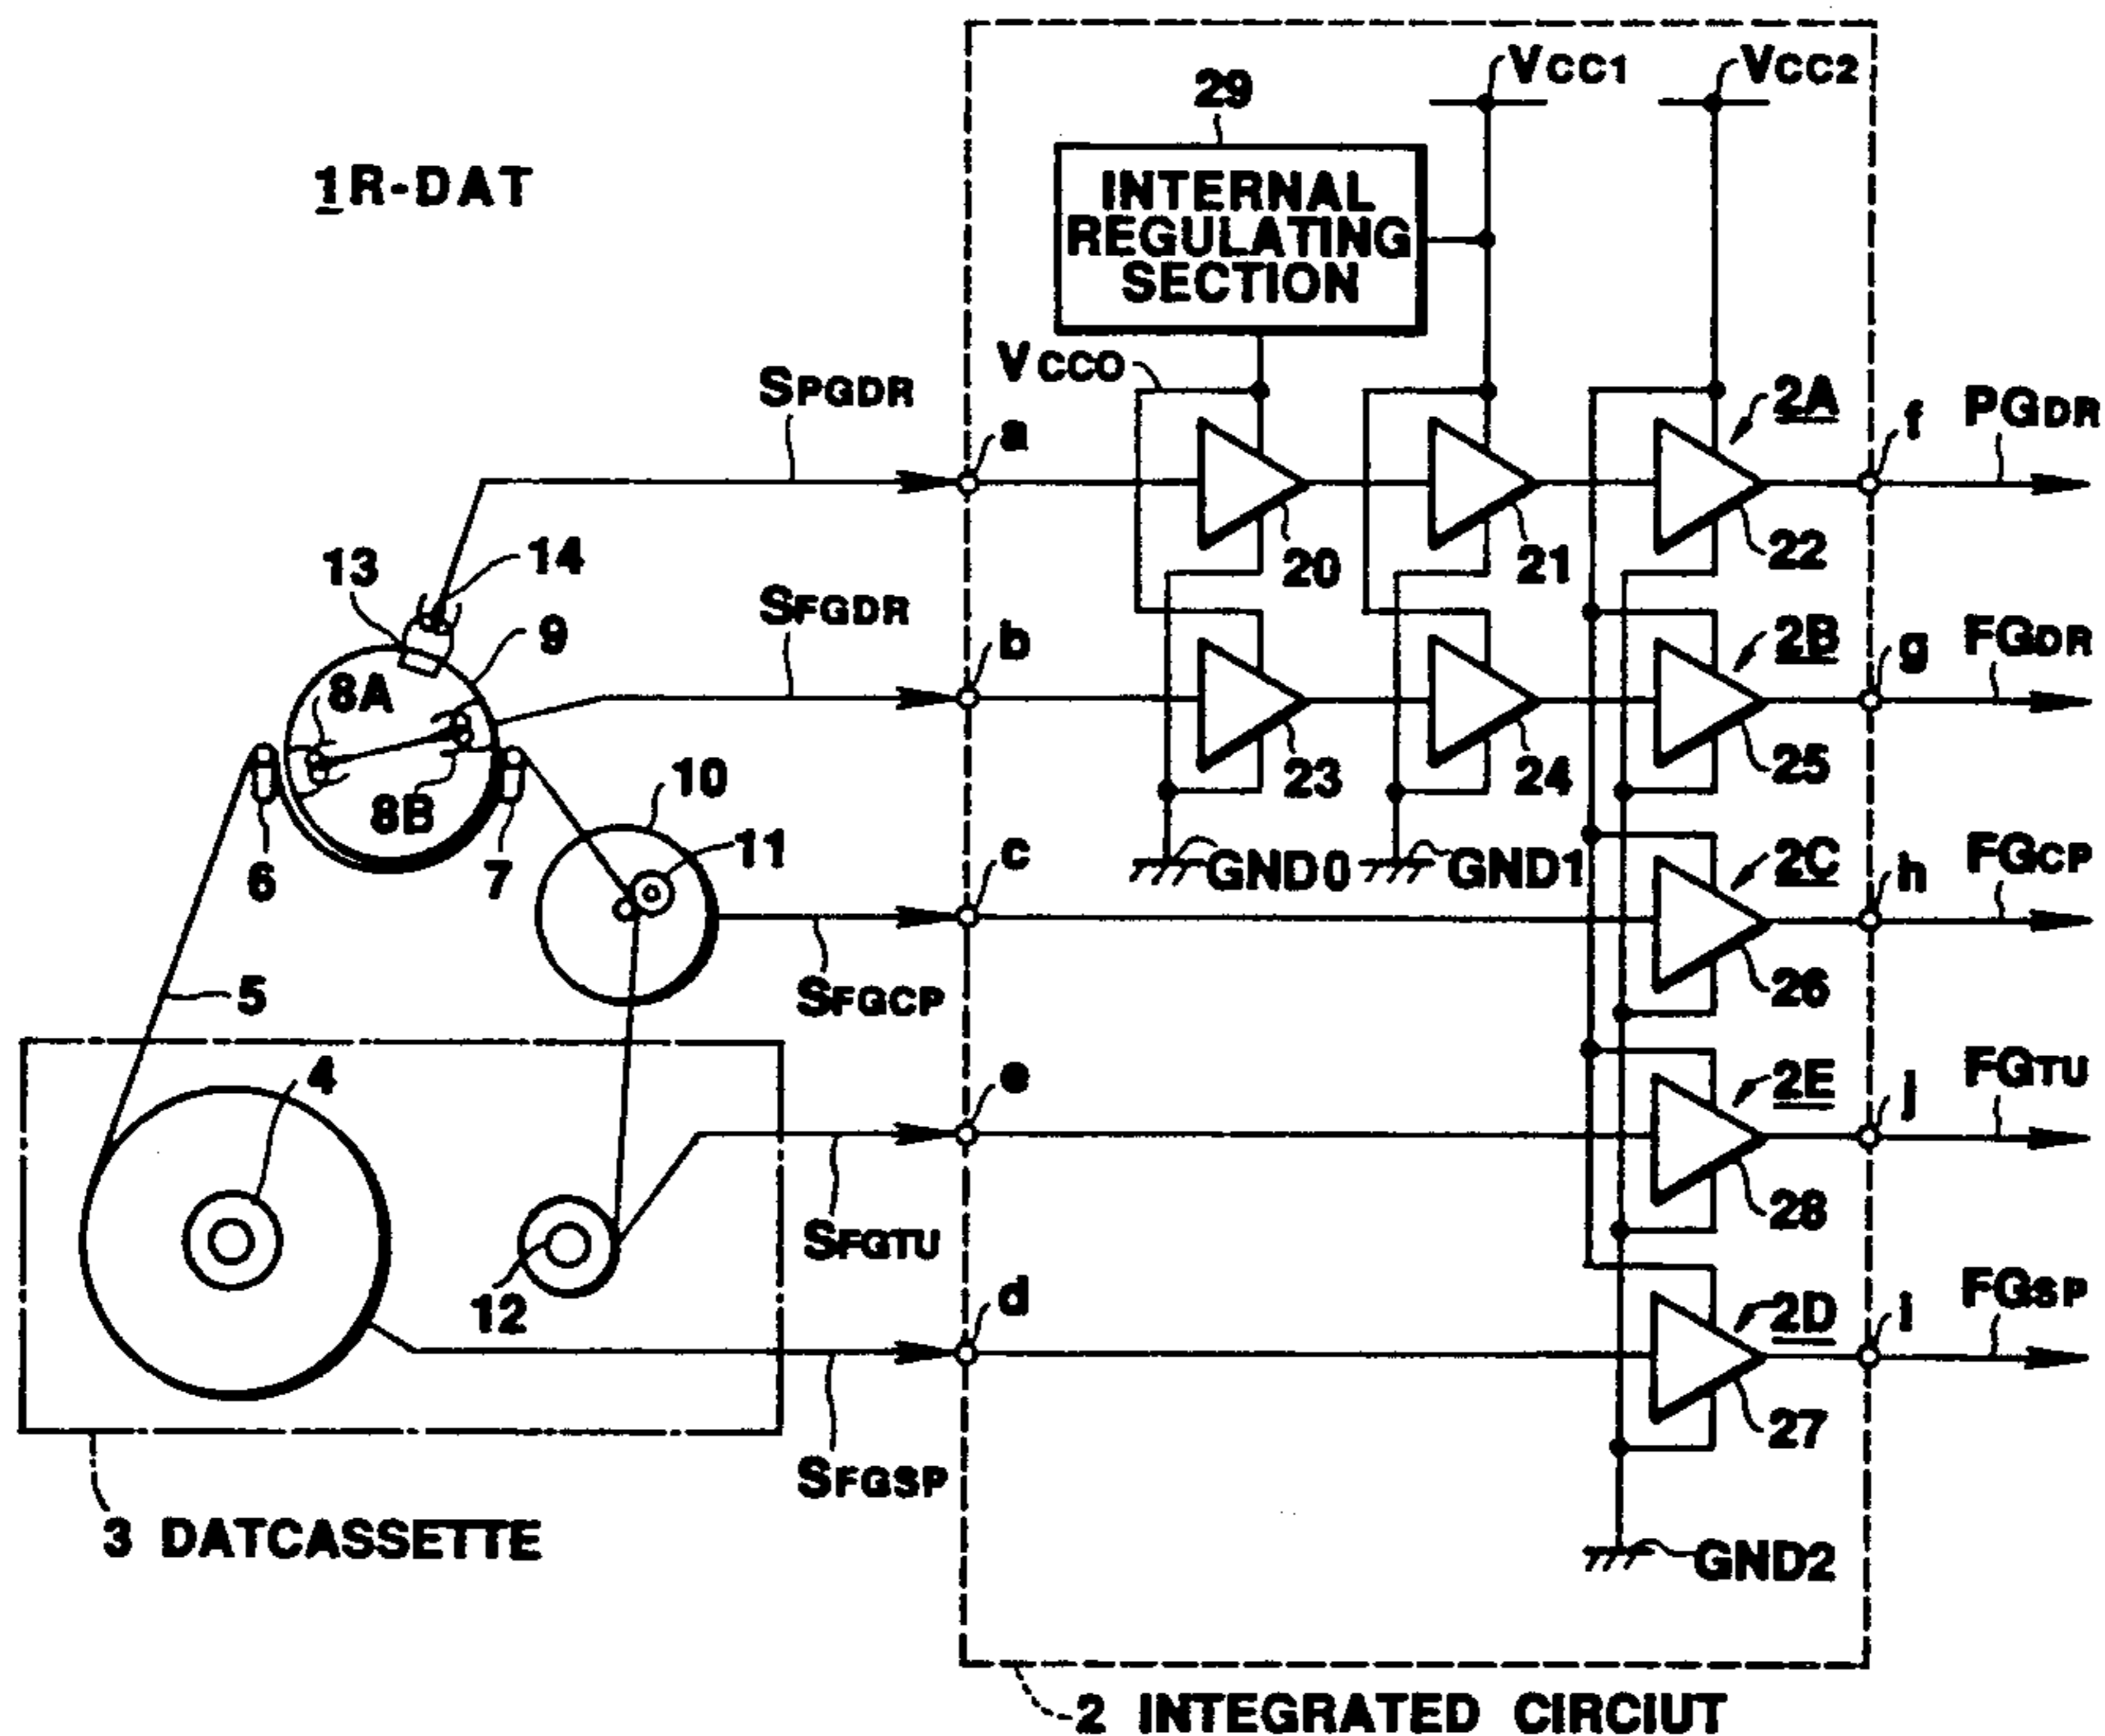 1R-DAT
29
VCC1
VCC2
INTERNAL
REGULATING
SECTION
VCCO
SPGDR
a
2A
f
PGDR
20
21
22
13
14
9
SFGDR
b
2B
g
FGDR
8A
8B
23
24
25
6
7
10
11
c
GND0
GND1
2C
h
FGCP
5
SFGCP
26
4
e
2E
j
FGTU
12
SFGTU
28
d
2D
i
FGSP
SFGSP
27
3 DATCASSETTE
GND2
2 INTEGRATED CIRCIUT